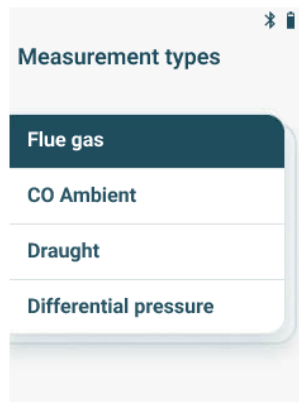 Measurement types
Flue gas
CO Ambient
Draught
Differential pressure